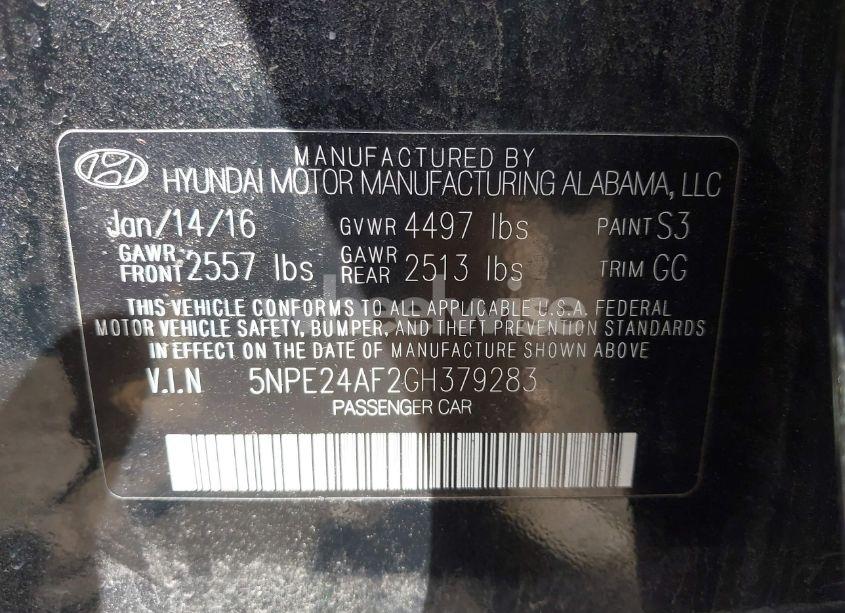 MANUFACTURED BY
HYUNDAI MOTOR MANUFACTURING ALABAMA, LLC
Jan/14/16 GVWR 4497 lbs PAINT S3
GAWR FRONT 2557 lbs GAWR REAR 2513 lbs TRIM GG
THIS VEHICLE CONFORMS TO ALL APPLICABLE U.S.A. FEDERAL
MOTOR VEHICLE SAFETY, BUMPER, AND THEFT PREVENTION STANDARDS
IN EFFECT ON THE DATE OF MANUFACTURE SHOWN ABOVE.
V.I.N 5NPE24AF2GH379283
PASSENGER CAR